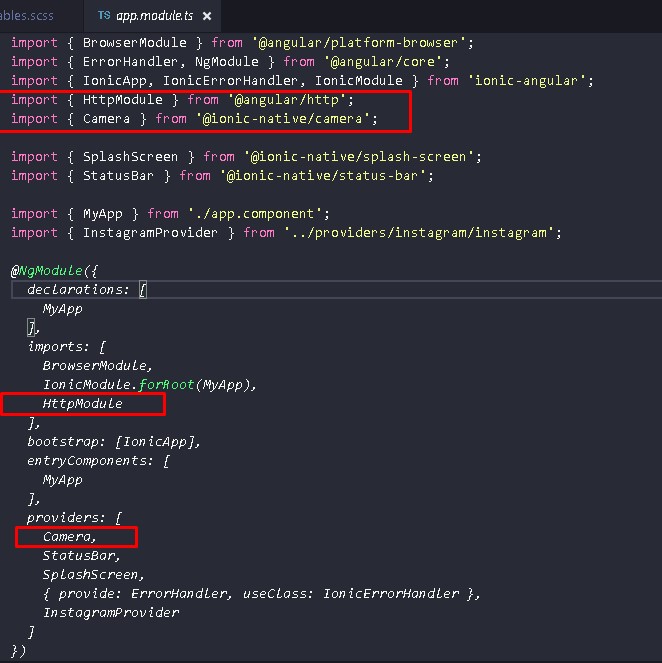 ables.scss
TS app.module.ts ×
import { BrowserModule } from '@angular/platform-browser';
import { ErrorHandler, NgModule } from '@angular/core';
import { IonicApp, IonicErrorHandler, IonicModule } from 'ionic-angular';
import { HttpModule } from '@angular/http';
import { Camera } from '@ionic-native/camera';
import { SplashScreen } from '@ionic-native/splash-screen';
import { StatusBar } from '@ionic-native/status-bar';
import { MyApp } from './app.component';
import { InstagramProvider } from '../providers/instagram/instagram';
@NgModule({
  declarations: [
    MyApp
  ],
  imports: [
    BrowserModule,
    IonicModule.forRoot(MyApp),
    HttpModule
  ],
  bootstrap: [IonicApp],
  entryComponents: [
    MyApp
  ],
  providers: [
    Camera,
    StatusBar,
    SplashScreen,
    { provide: ErrorHandler, useClass: IonicErrorHandler },
    InstagramProvider
  ]
})